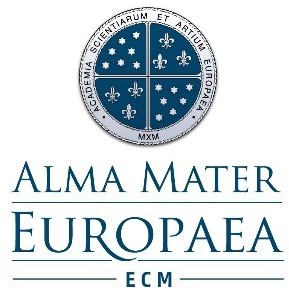 ACADEMIA SCIENTIARUM ET ARTIUM EUROPAEA
MXM
ALMA MATER
EUROPAEA
ECM